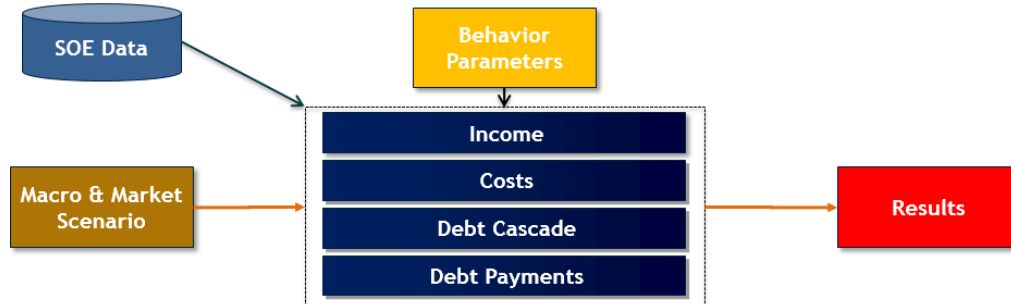 SOE Data
Behavior
Parameters
Income
Macro & Market
Scenario
Costs
Debt Cascade
Debt Payments
Results